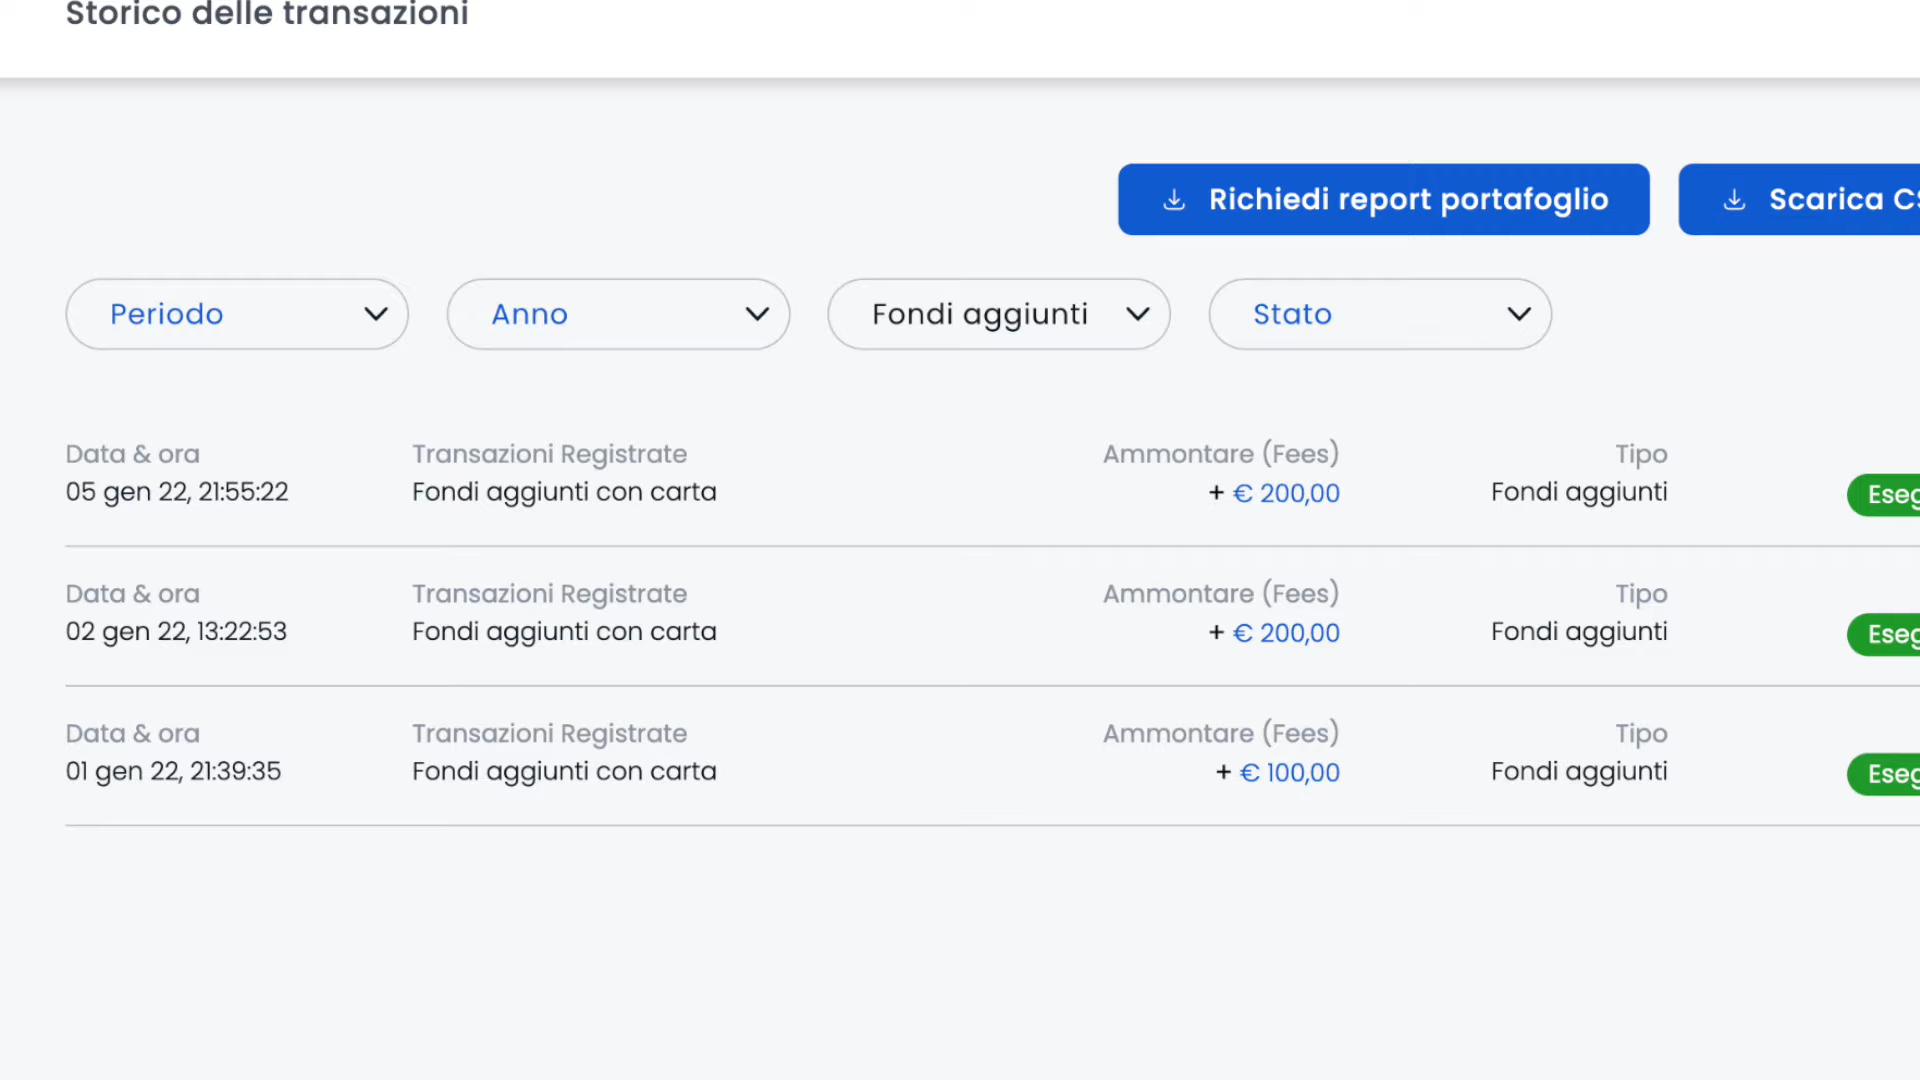 Storico delle transazioni
Richiedi report portafoglio
Scarica
Periodo
Anno
Fondi aggiunti
Stato
Data & ora
Transazioni Registrate
Ammontare (Fees)
Tipo
05 gen 22, 21:55:22
Fondi aggiunti con carta
+ € 200,00
Fondi aggiunti
Data & ora
Transazioni Registrate
Ammontare (Fees)
Tipo
02 gen 22, 13:22:53
Fondi aggiunti con carta
+ € 200,00
Fondi aggiunti
Data & ora
Transazioni Registrate
Ammontare (Fees)
Tipo
01 gen 22, 21:39:35
Fondi aggiunti con carta
+ € 100,00
Fondi aggiunti